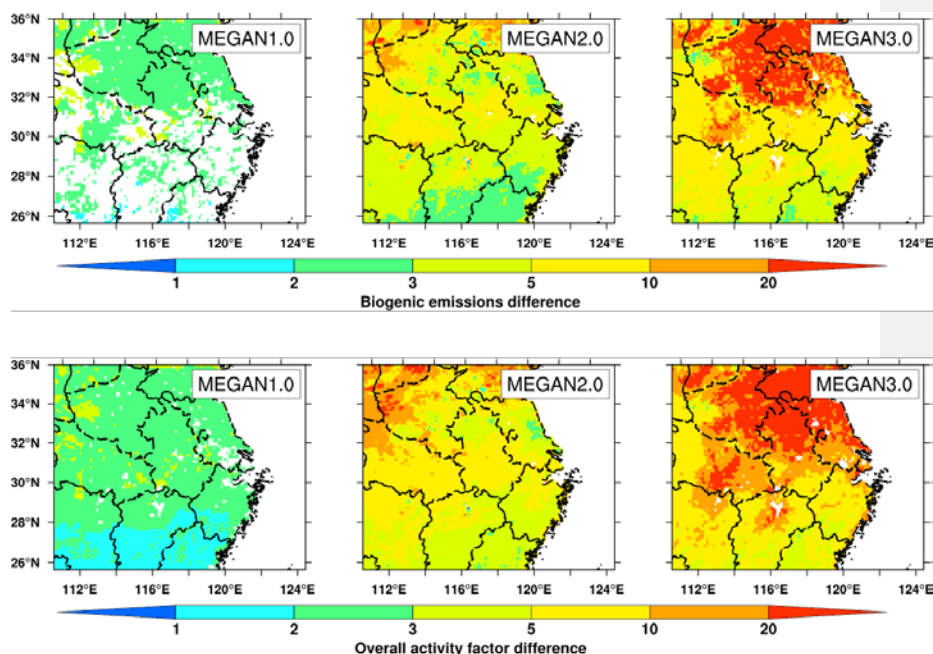 36°N MEGAN1.0 MEGAN2.0 MEGAN3.0
34°N
32°N
30°N
28°N
26°N
112°E 116°E 120°E 124°E 112°E 116°E 120°E 124°E 112°E 116°E 120°E 124°E
1 2 3 5 10 20
Biogenic emissions difference
36°N MEGAN1.0 MEGAN2.0 MEGAN3.0
34°N
32°N
30°N
28°N
26°N
112°E 116°E 120°E 124°E 112°E 116°E 120°E 124°E 112°E 116°E 120°E 124°E
1 2 3 5 10 20
Overall activity factor difference